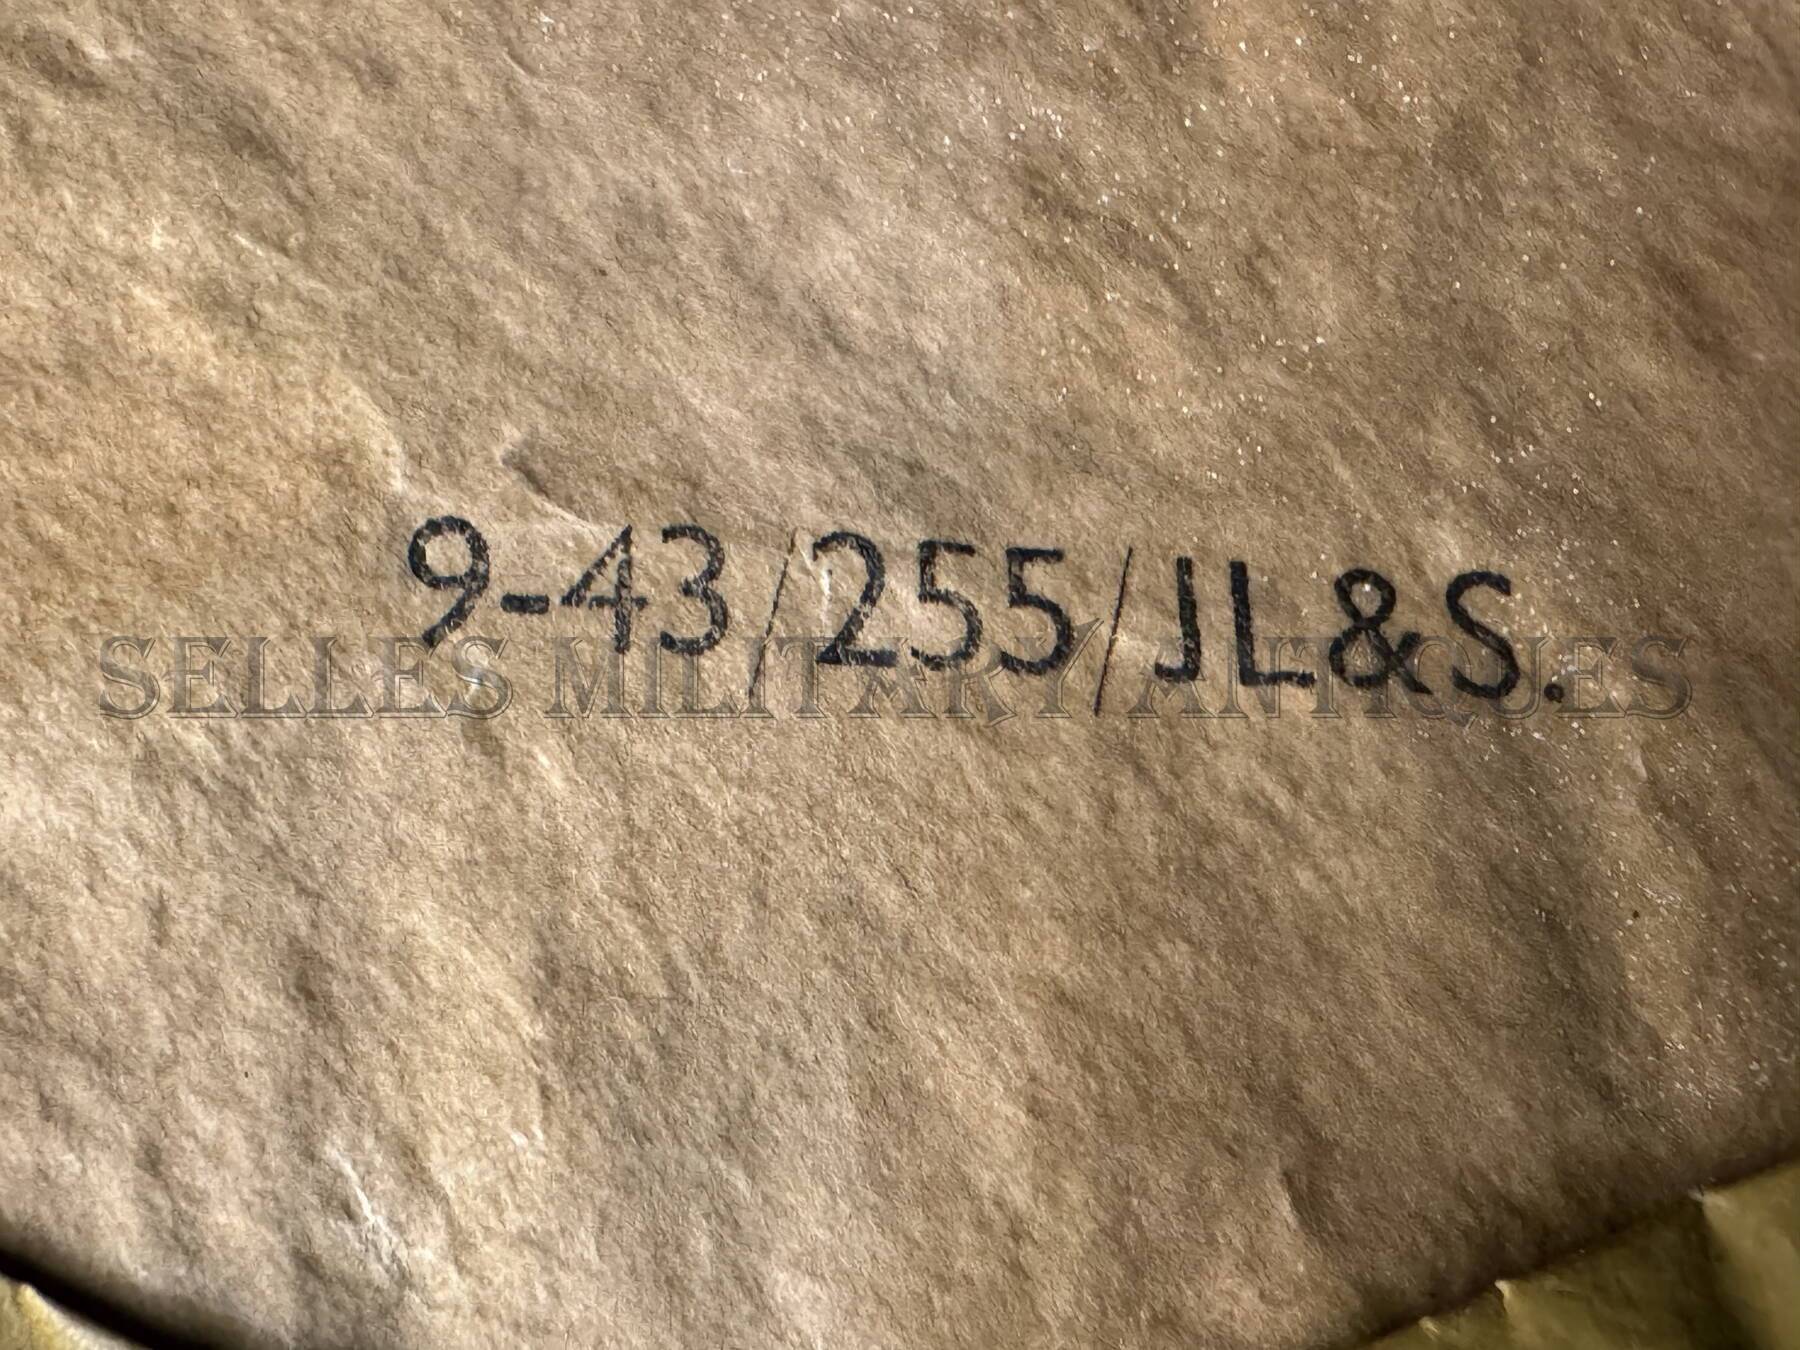 9-43/255/JL&S.
SELLES MILITARY ANTIQUES